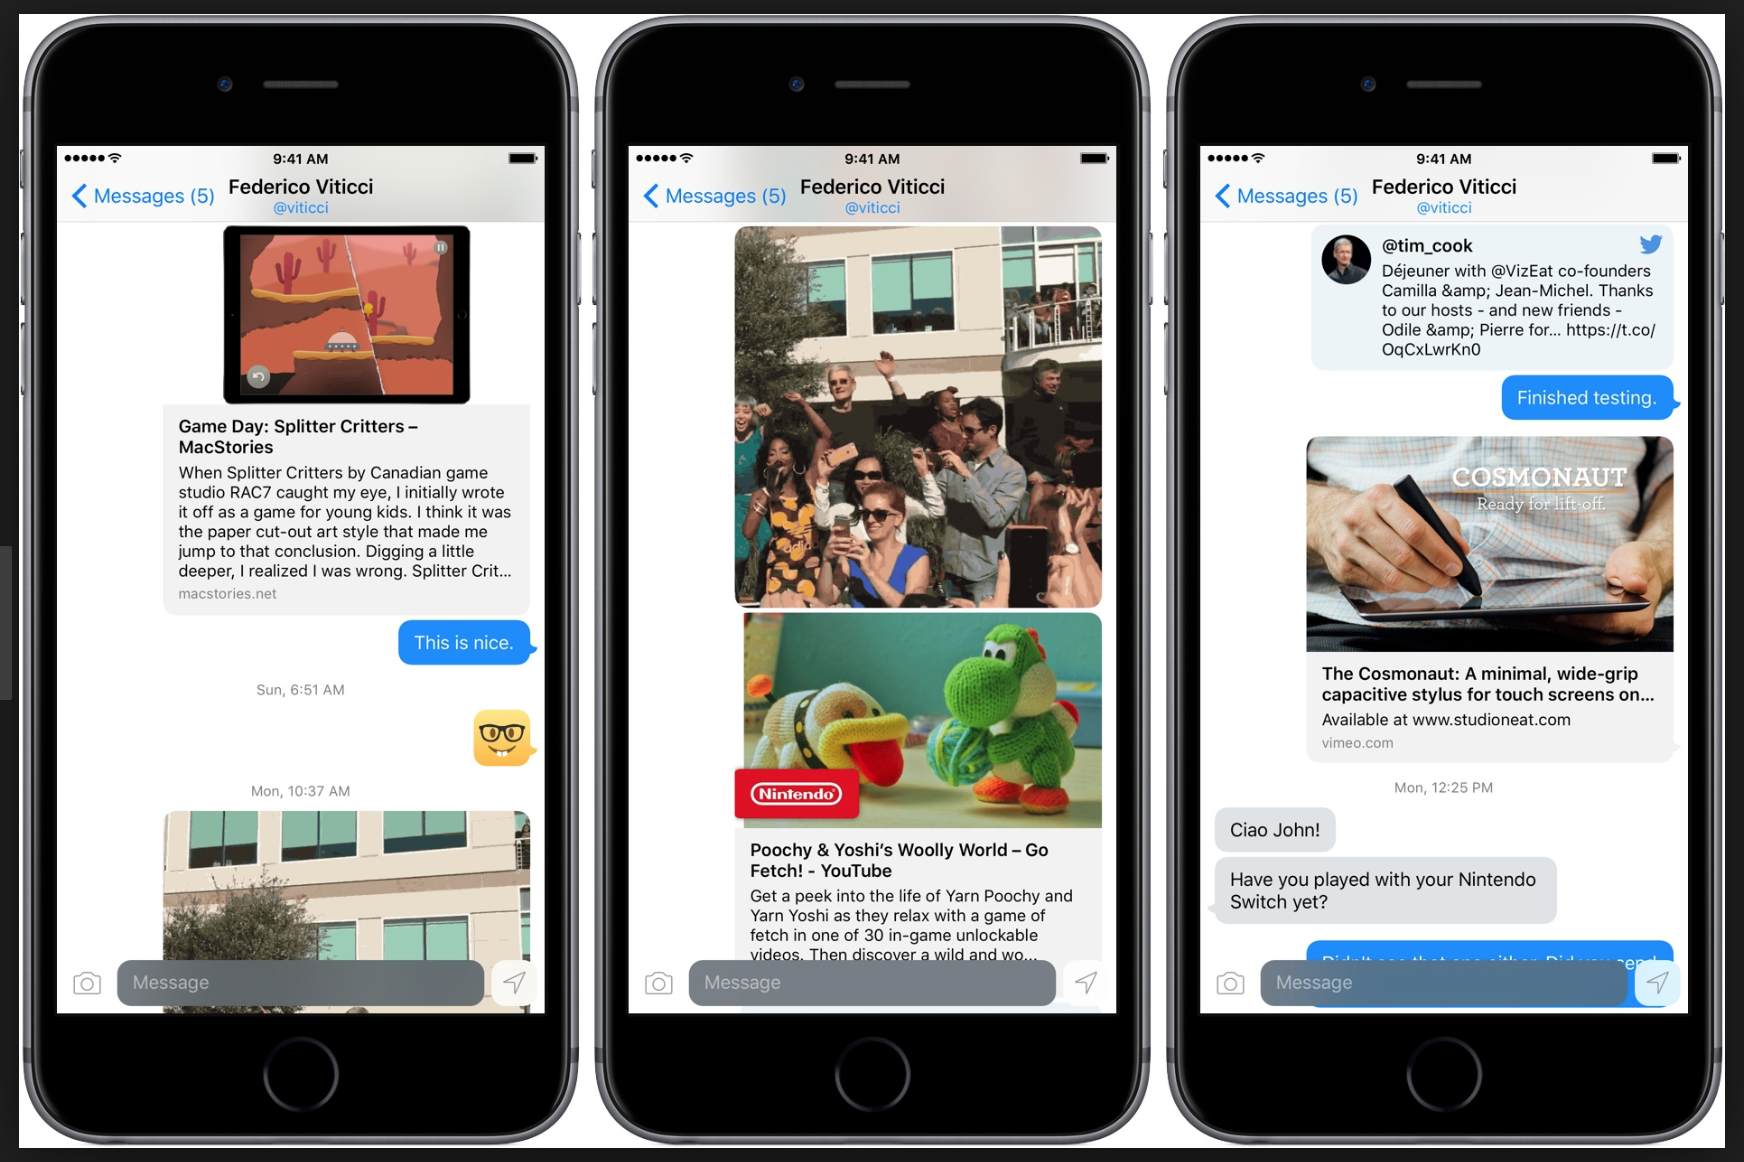 9:41 AM
Messages (5)
Federico Viticci
@viticci
Game Day: Splitter Critters –
MacStories
When Splitter Critters by Canadian game
studio RAC7 caught my eye, I initially wrote
it off as a game for young kids. I think it was
the paper cut-out art style that made me
jump to that conclusion. Digging a little
deeper, I realized I was wrong. Splitter Crit...
macstories.net
This is nice.
Sun, 6:51 AM
Mon, 10:37 AM
Message
9:41 AM
Messages (5)
Federico Viticci
@viticci
adidas
Nintendo
Poochy & Yoshi's Woolly World – Go
Fetch! - YouTube
Get a peek into the life of Yarn Poochy and
Yarn Yoshi as they relax with a game of
fetch in one of 30 in-game unlockable
videos. Then discover a wild and wo...
Message
9:41 AM
Messages (5)
Federico Viticci
@viticci
@tim_cook
Déjeuner with @VizEat co-founders
Camilla &amp; Jean-Michel. Thanks
to our hosts - and new friends -
Odile &amp; Pierre for... https://t.co/
OqCxLwrKn0
Finished testing.
COSMONAUT
Ready for lift-off.
The Cosmonaut: A minimal, wide-grip
capacitive stylus for touch screens on...
Available at www.studioneat.com
vimeo.com
Mon, 12:25 PM
Ciao John!
Have you played with your Nintendo
Switch yet?
Didn't see that one either. Did you send
Message